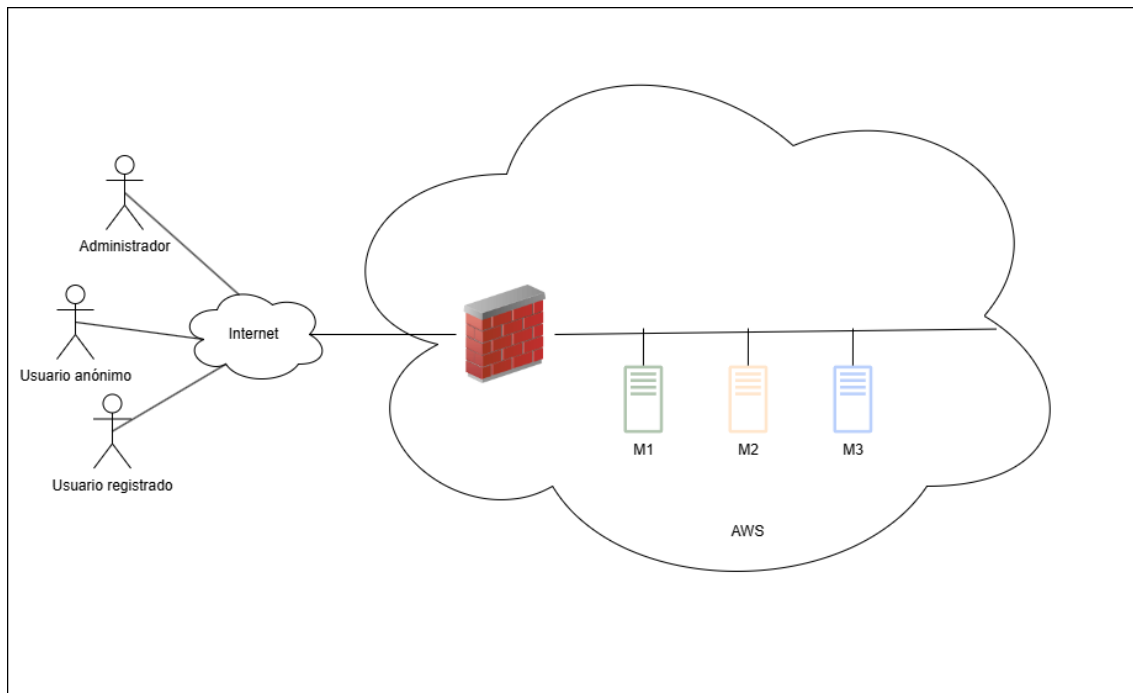 Administrador
Internet
Usuario anónimo
Usuario registrado
M1
M2
M3
AWS